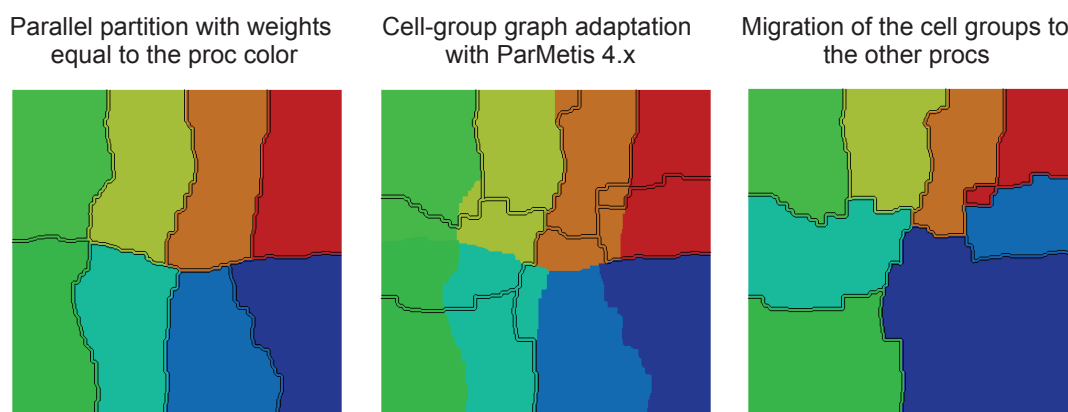 Parallel partition with weights
equal to the proc color
Cell-group graph adaptation
with ParMetis 4.x
Migration of the cell groups to
the other procs